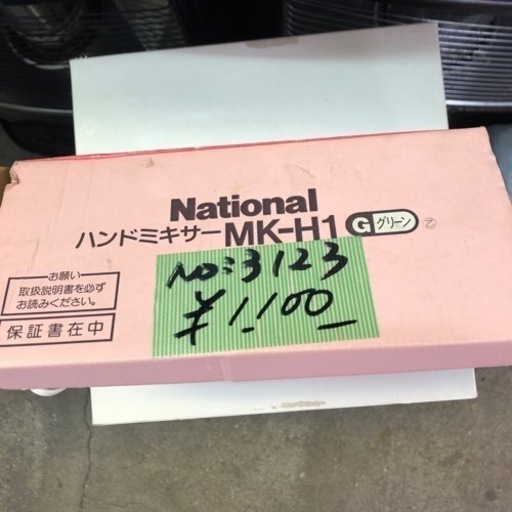 National
ハンドミキサー MK-H1 G グリーン 乙
お願い
取扱説明書を必ず
お読みください。
保証書在中
No:3123
¥1,100